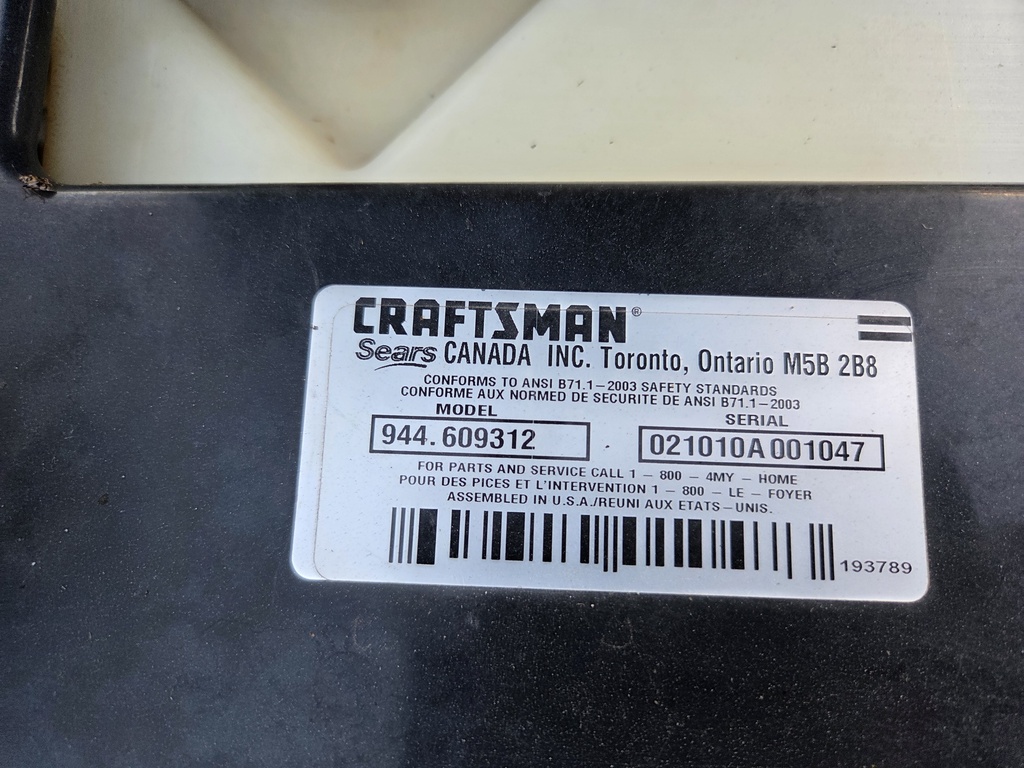 CRAFTSMAN®
Sears CANADA INC. Toronto, Ontario M5B 2B8
CONFORMS TO ANSI B71.1–2003 SAFETY STANDARDS
CONFORME AUX NORMED DE SECURITE DE ANSI B71.1–2003
MODEL SERIAL
944.609312 021010A001047
FOR PARTS AND SERVICE CALL 1 – 800 – 4MY – HOME
POUR DES PICES ET L'INTERVENTION 1 – 800 – LE – FOYER
ASSEMBLED IN U.S.A./REUNI AUX ETATS–UNIS.
193789